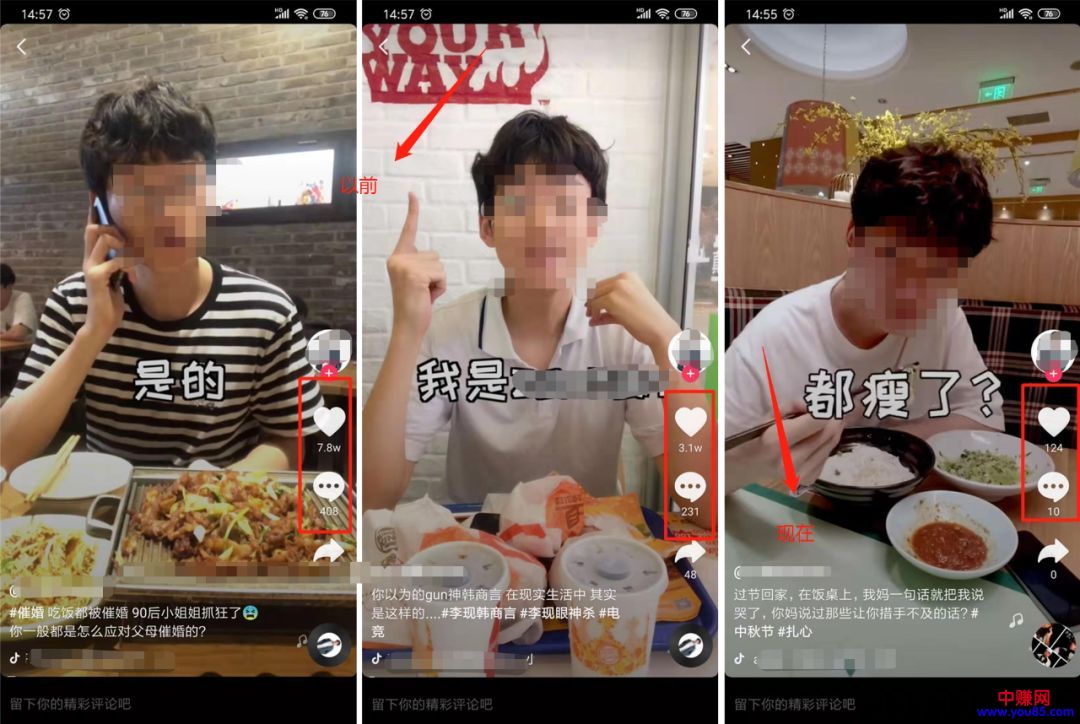 14:57
76
是的
7.8w
408
@
#催婚 吃饭都被催婚 90后小姐姐抓狂了😫
你一般都是怎么应对父母催婚的?
留下你的精彩评论吧
14:57
76
YOUR
WAY
以前
我是
3.1w
231
48
你以为的gun神韩商言 在现实生活中 其实
是这样的....#李现韩商言 #李现眼神杀 #电
竞
留下你的精彩评论吧
14:55
76
都瘦了?
124
10
0
现在
@
过节回家，在饭桌上，我妈一句话就把我说
哭了，你妈说过那些让你措手不及的话? #
中秋节 #扎心
留下你的精彩评论吧
中赚网
www.you85.com